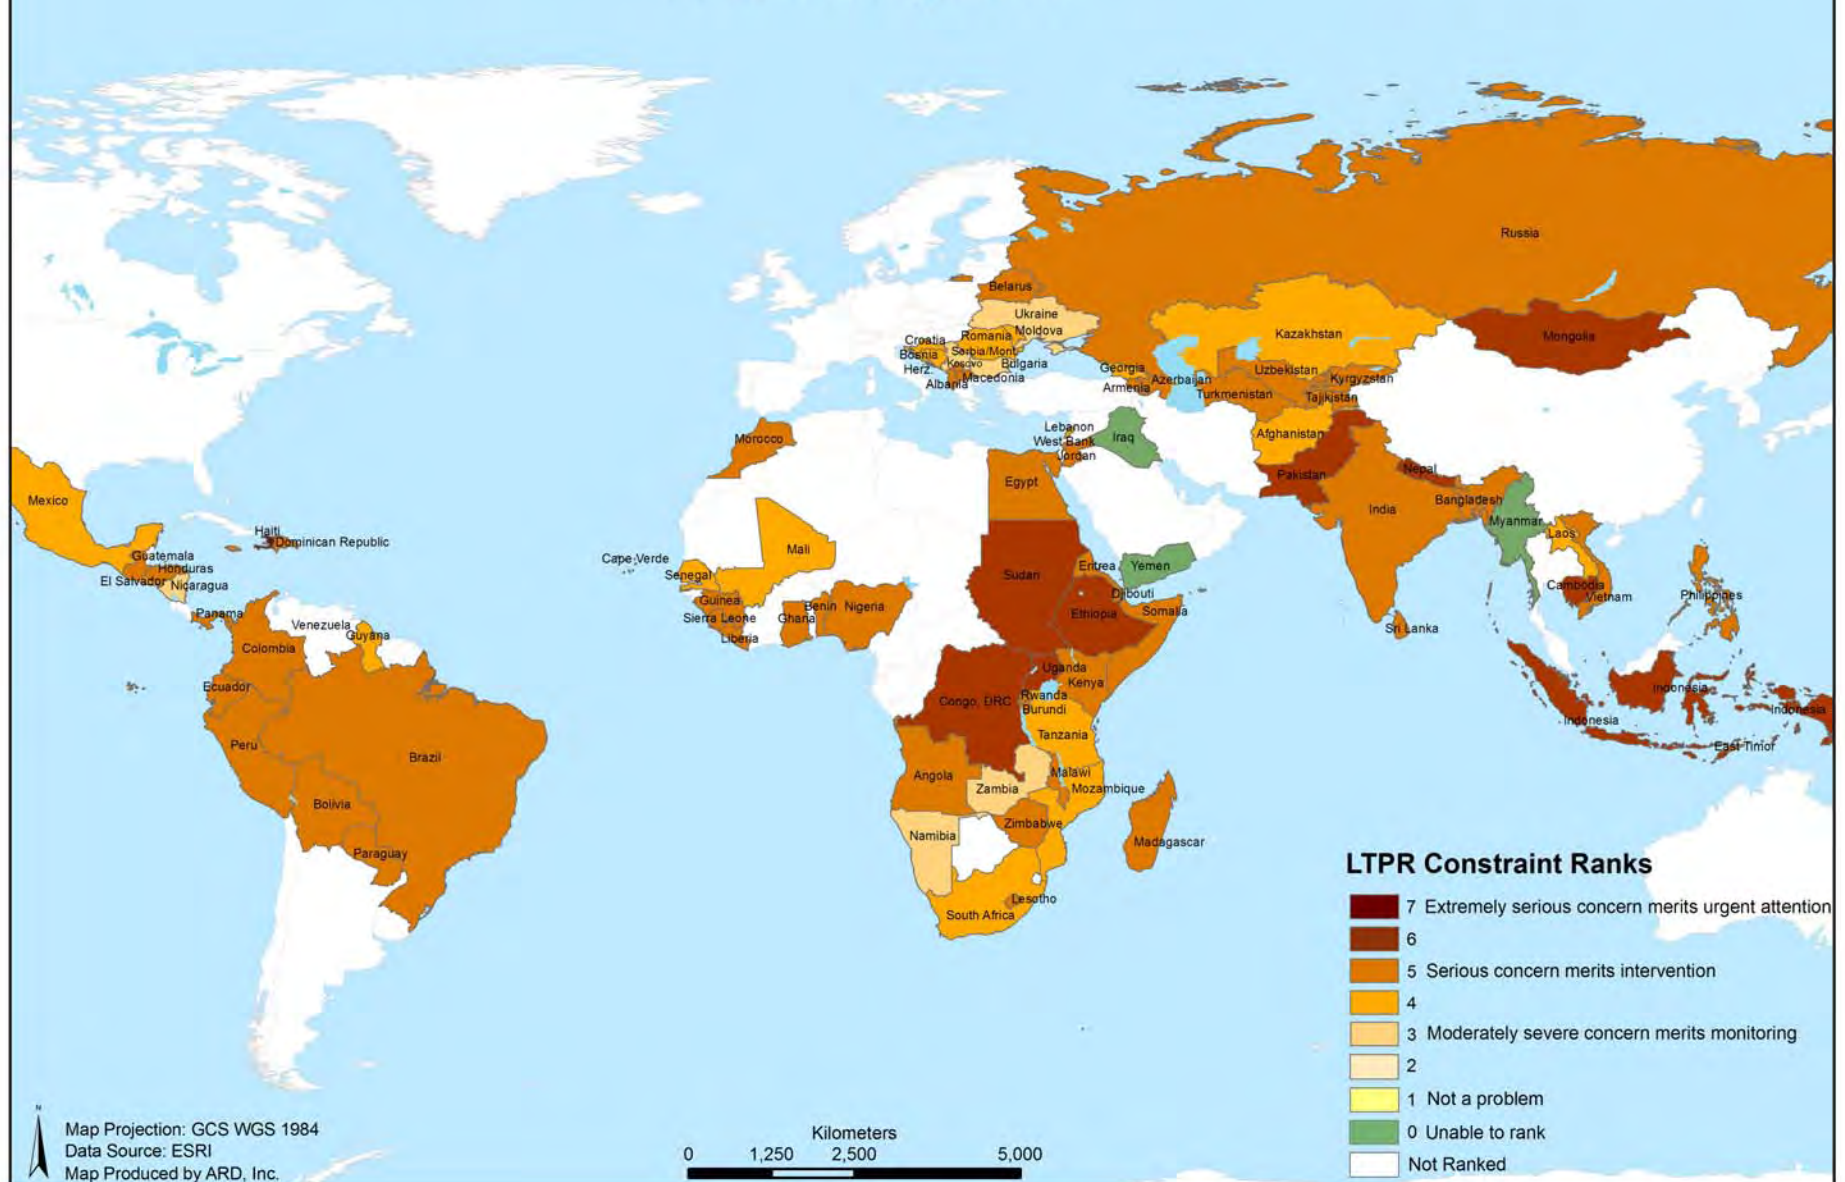 Russia
Belarus
Ukraine
Moldova
Romania
Croatia
Serbia/Mont.
Bosnia
Herz.
Kosovo
Bulgaria
Macedonia
Albania
Kazakhstan
Mongolia
Georgia
Uzbekistan
Kyrgyzstan
Azerbaijan
Armenia
Turkmenistan
Tajikistan
Lebanon
Iraq
Afghanistan
West Bank
Jordan
Morocco
Pakistan
Nepal
Egypt
Mexico
Bangladesh
India
Myanmar
Haiti
Dominican Republic
Laos
Mali
Guatemala
Cape Verde
Honduras
Eritrea
Yemen
Senegal
Sudan
El Salvador
Nicaragua
Cambodia
Djibouti
Vietnam
Philippines
Guinea
Benin
Nigeria
Panama
Sierra Leone
Ghana
Ethiopia
Somalia
Venezuela
Guyana
Liberia
Sri Lanka
Colombia
Uganda
Kenya
Ecuador
Rwanda
Congo, DRC
Burundi
Indonesia
Indonesia
Indonesia
Tanzania
Peru
East Timor
Brazil
Angola
Malawi
Zambia
Mozambique
Bolivia
Zimbabwe
Namibia
Madagascar
Paraguay
Lesotho
South Africa
LTPR Constraint Ranks
7 Extremely serious concern merits urgent attention
6
5 Serious concern merits intervention
4
3 Moderately severe concern merits monitoring
2
1 Not a problem
0 Unable to rank
Not Ranked
N
Map Projection: GCS WGS 1984
Data Source: ESRI
Map Produced by ARD, Inc.
Kilometers
0 1,250 2,500 5,000